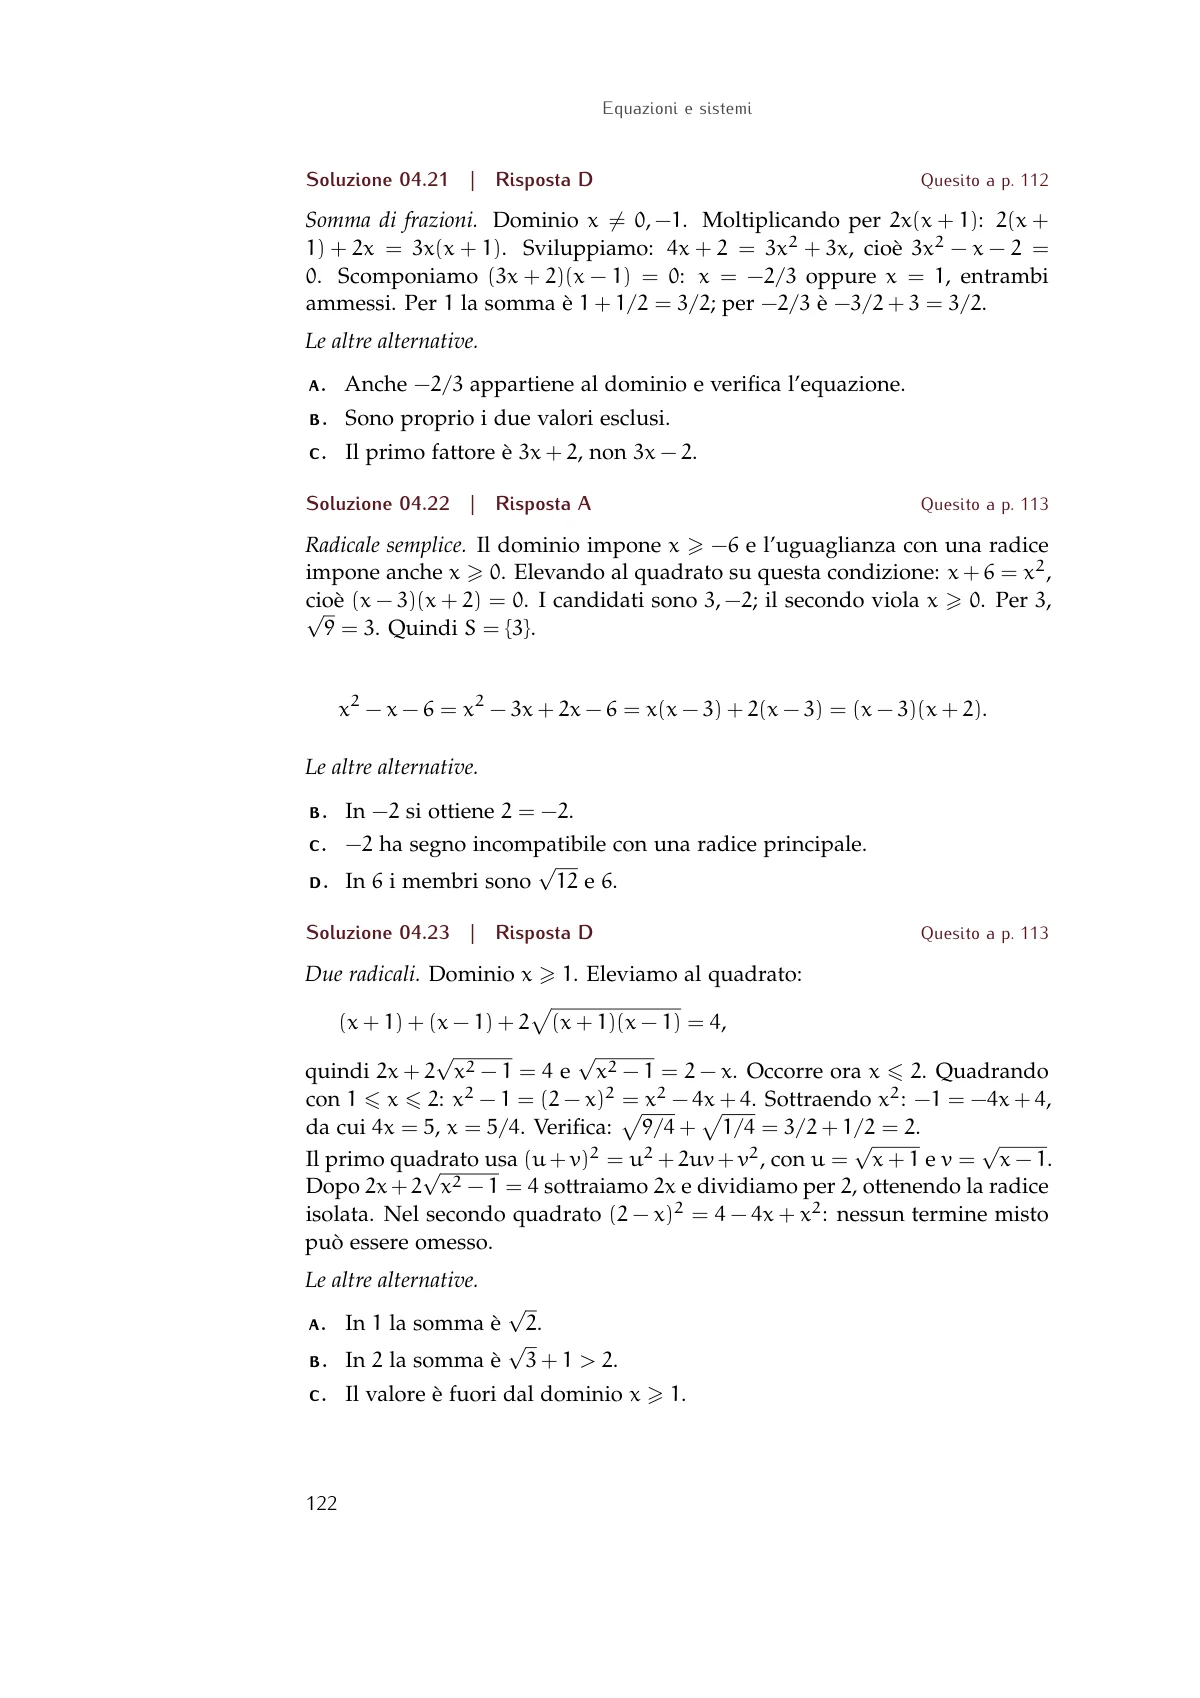 Equazioni e sistemi
Soluzione 04.21 | Risposta D Quesito a p. 112
Somma di frazioni. Dominio x ≠ 0, −1. Moltiplicando per 2x(x + 1): 2(x +
1) + 2x = 3x(x + 1). Sviluppiamo: 4x + 2 = 3x² + 3x, cioè 3x² − x − 2 =
0. Scomponiamo (3x + 2)(x − 1) = 0: x = −2/3 oppure x = 1, entrambi
ammessi. Per 1 la somma è 1 + 1/2 = 3/2; per −2/3 è −3/2 + 3 = 3/2.
Le altre alternative.
A. Anche −2/3 appartiene al dominio e verifica l'equazione.
B. Sono proprio i due valori esclusi.
C. Il primo fattore è 3x + 2, non 3x − 2.
Soluzione 04.22 | Risposta A Quesito a p. 113
Radicale semplice. Il dominio impone x ⩾ −6 e l'uguaglianza con una radice
impone anche x ⩾ 0. Elevando al quadrato su questa condizione: x + 6 = x²,
cioè (x − 3)(x + 2) = 0. I candidati sono 3, −2; il secondo viola x ⩾ 0. Per 3,
√9 = 3. Quindi S = {3}.
x² − x − 6 = x² − 3x + 2x − 6 = x(x − 3) + 2(x − 3) = (x − 3)(x + 2).
Le altre alternative.
B. In −2 si ottiene 2 = −2.
C. −2 ha segno incompatibile con una radice principale.
D. In 6 i membri sono √12 e 6.
Soluzione 04.23 | Risposta D Quesito a p. 113
Due radicali. Dominio x ⩾ 1. Eleviamo al quadrato:
(x + 1) + (x − 1) + 2√(x + 1)(x − 1) = 4,
quindi 2x + 2√x² − 1 = 4 e √x² − 1 = 2 − x. Occorre ora x ⩽ 2. Quadrando
con 1 ⩽ x ⩽ 2: x² − 1 = (2 − x)² = x² − 4x + 4. Sottraendo x²: −1 = −4x + 4,
da cui 4x = 5, x = 5/4. Verifica: √9/4 + √1/4 = 3/2 + 1/2 = 2.
Il primo quadrato usa (u + v)² = u² + 2uv + v², con u = √x + 1 e v = √x − 1.
Dopo 2x + 2√x² − 1 = 4 sottraiamo 2x e dividiamo per 2, ottenendo la radice
isolata. Nel secondo quadrato (2 − x)² = 4 − 4x + x²: nessun termine misto
può essere omesso.
Le altre alternative.
A. In 1 la somma è √2.
B. In 2 la somma è √3 + 1 > 2.
C. Il valore è fuori dal dominio x ⩾ 1.
122